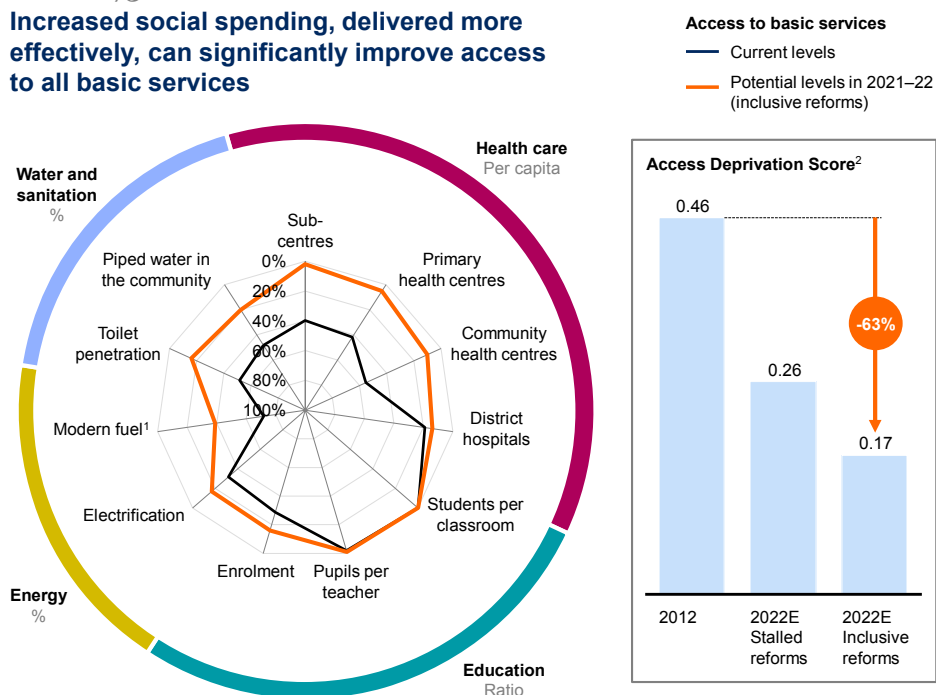 Increased social spending, delivered more
effectively, can significantly improve access
to all basic services
Access to basic services
Current levels
Potential levels in 2021–22
(inclusive reforms)
Water and
sanitation
%
Health care
Per capita
Energy
%
Education
Ratio
Sub-
centres
Primary
health centres
Community
health centres
District
hospitals
Students per
classroom
Pupils per
teacher
Enrolment
Electrification
Modern fuel¹
Toilet
penetration
Piped water in
the community
0%
20%
40%
60%
80%
100%
Access Deprivation Score²
0.46
-63%
0.26
0.17
2012
2022E
Stalled
reforms
2022E
Inclusive
reforms